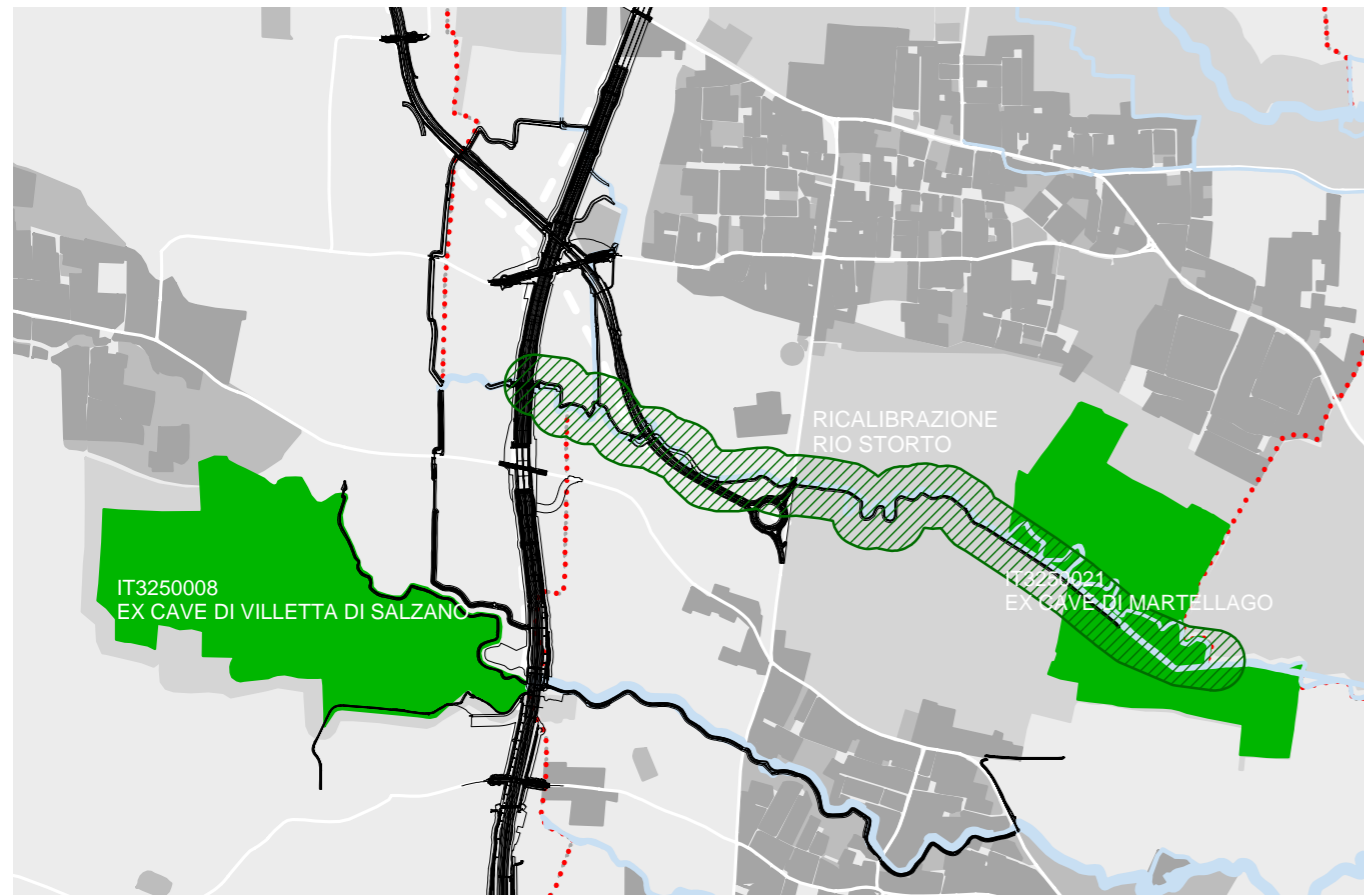 RICALIBRAZIONE
RIO STORTO
IT3250008
EX CAVE DI VILLETTA DI SALZANO
IT3250021
EX CAVE DI MARTELLAGO